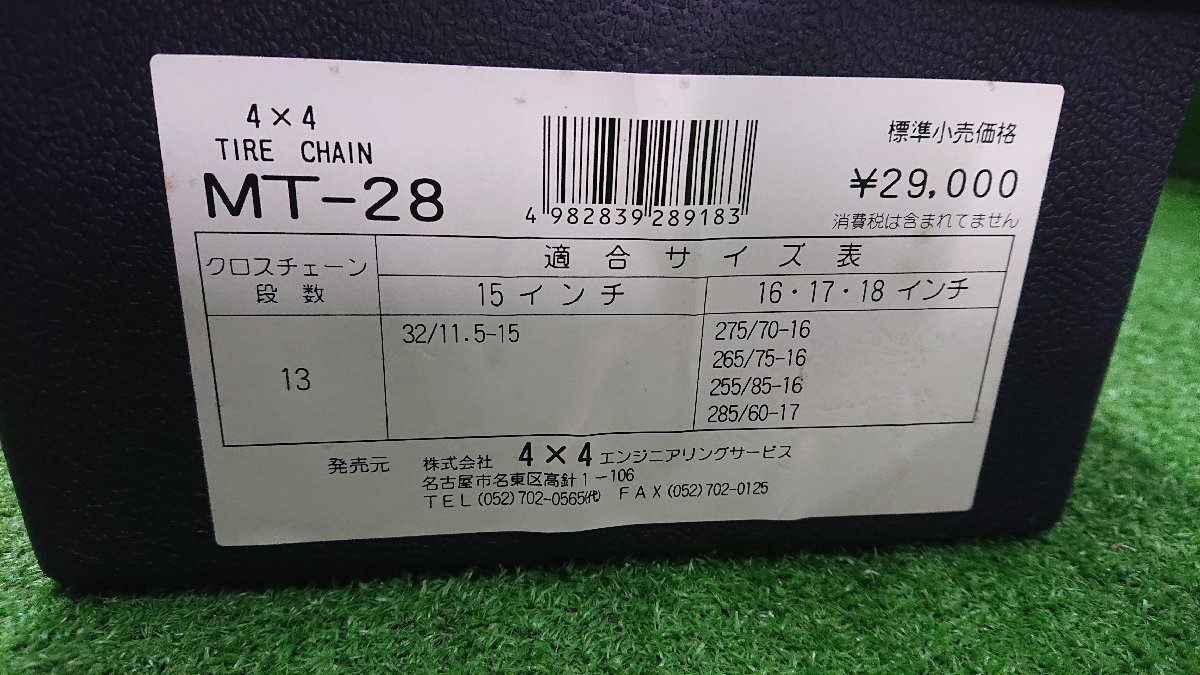 4×4
TIRE CHAIN
MT-28
4 982839 289183
標準小売価格
¥29,000
消費税は含まれてません
クロスチェーン
段数
適合サイズ表
15インチ
16・17・18インチ
13
32/11.5-15
275/70-16
265/75-16
255/85-16
285/60-17
発売元 株式会社 4×4エンジニアリングサービス
名古屋市名東区高針1-106
TEL(052)702-0565㈹ FAX(052)702-0125